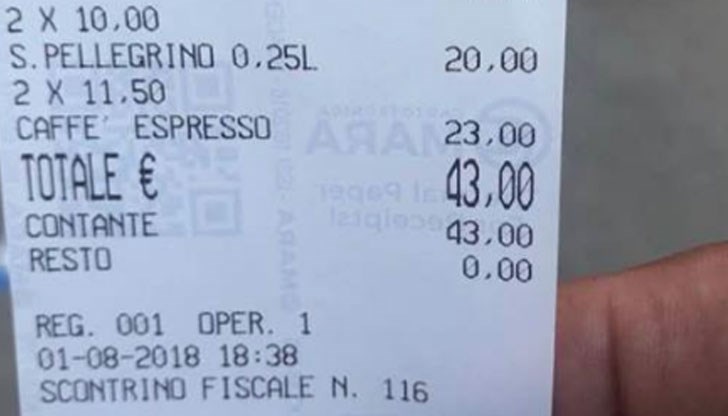 2 X 10,00
S.PELLEGRINO 0,25L 20,00
2 X 11,50
CAFFE' ESPRESSO 23,00
TOTALE € 43,00
CONTANTE 43,00
RESTO 0,00
REG. 001 OPER. 1
01-08-2018 18:38
SCONTRINO FISCALE N. 116